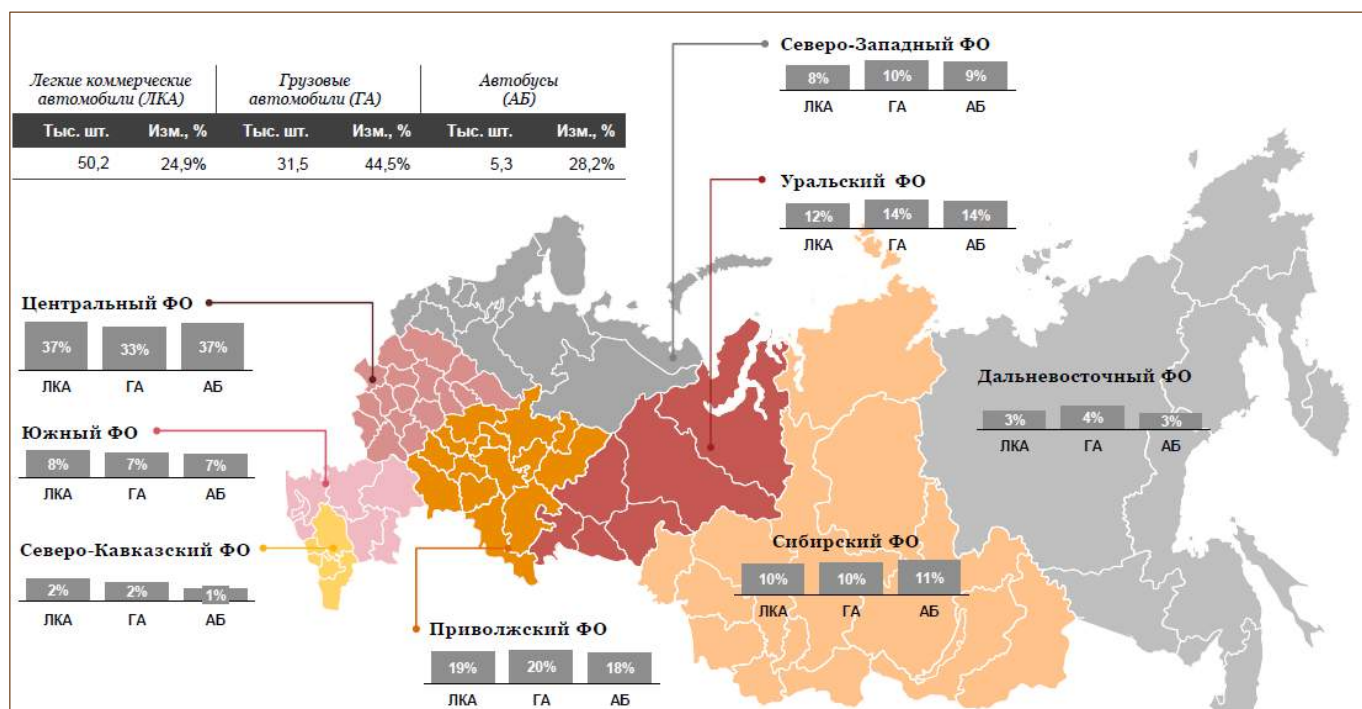 Легкие коммерческие
автомобили (ЛКА)
Грузовые
автомобили (ГА)
Автобусы
(АБ)
Тыс. шт. Изм., % Тыс. шт. Изм., % Тыс. шт. Изм., %
50,2 24,9% 31,5 44,5% 5,3 28,2%
Северо-Западный ФО
8% 10% 9%
ЛКА ГА АБ
Уральский ФО
12% 14% 14%
ЛКА ГА АБ
Центральный ФО
37% 33% 37%
ЛКА ГА АБ
Дальневосточный ФО
3% 4% 3%
ЛКА ГА АБ
Южный ФО
8% 7% 7%
ЛКА ГА АБ
Северо-Кавказский ФО
2% 2% 1%
ЛКА ГА АБ
Сибирский ФО
10% 10% 11%
ЛКА ГА АБ
Приволжский ФО
19% 20% 18%
ЛКА ГА АБ